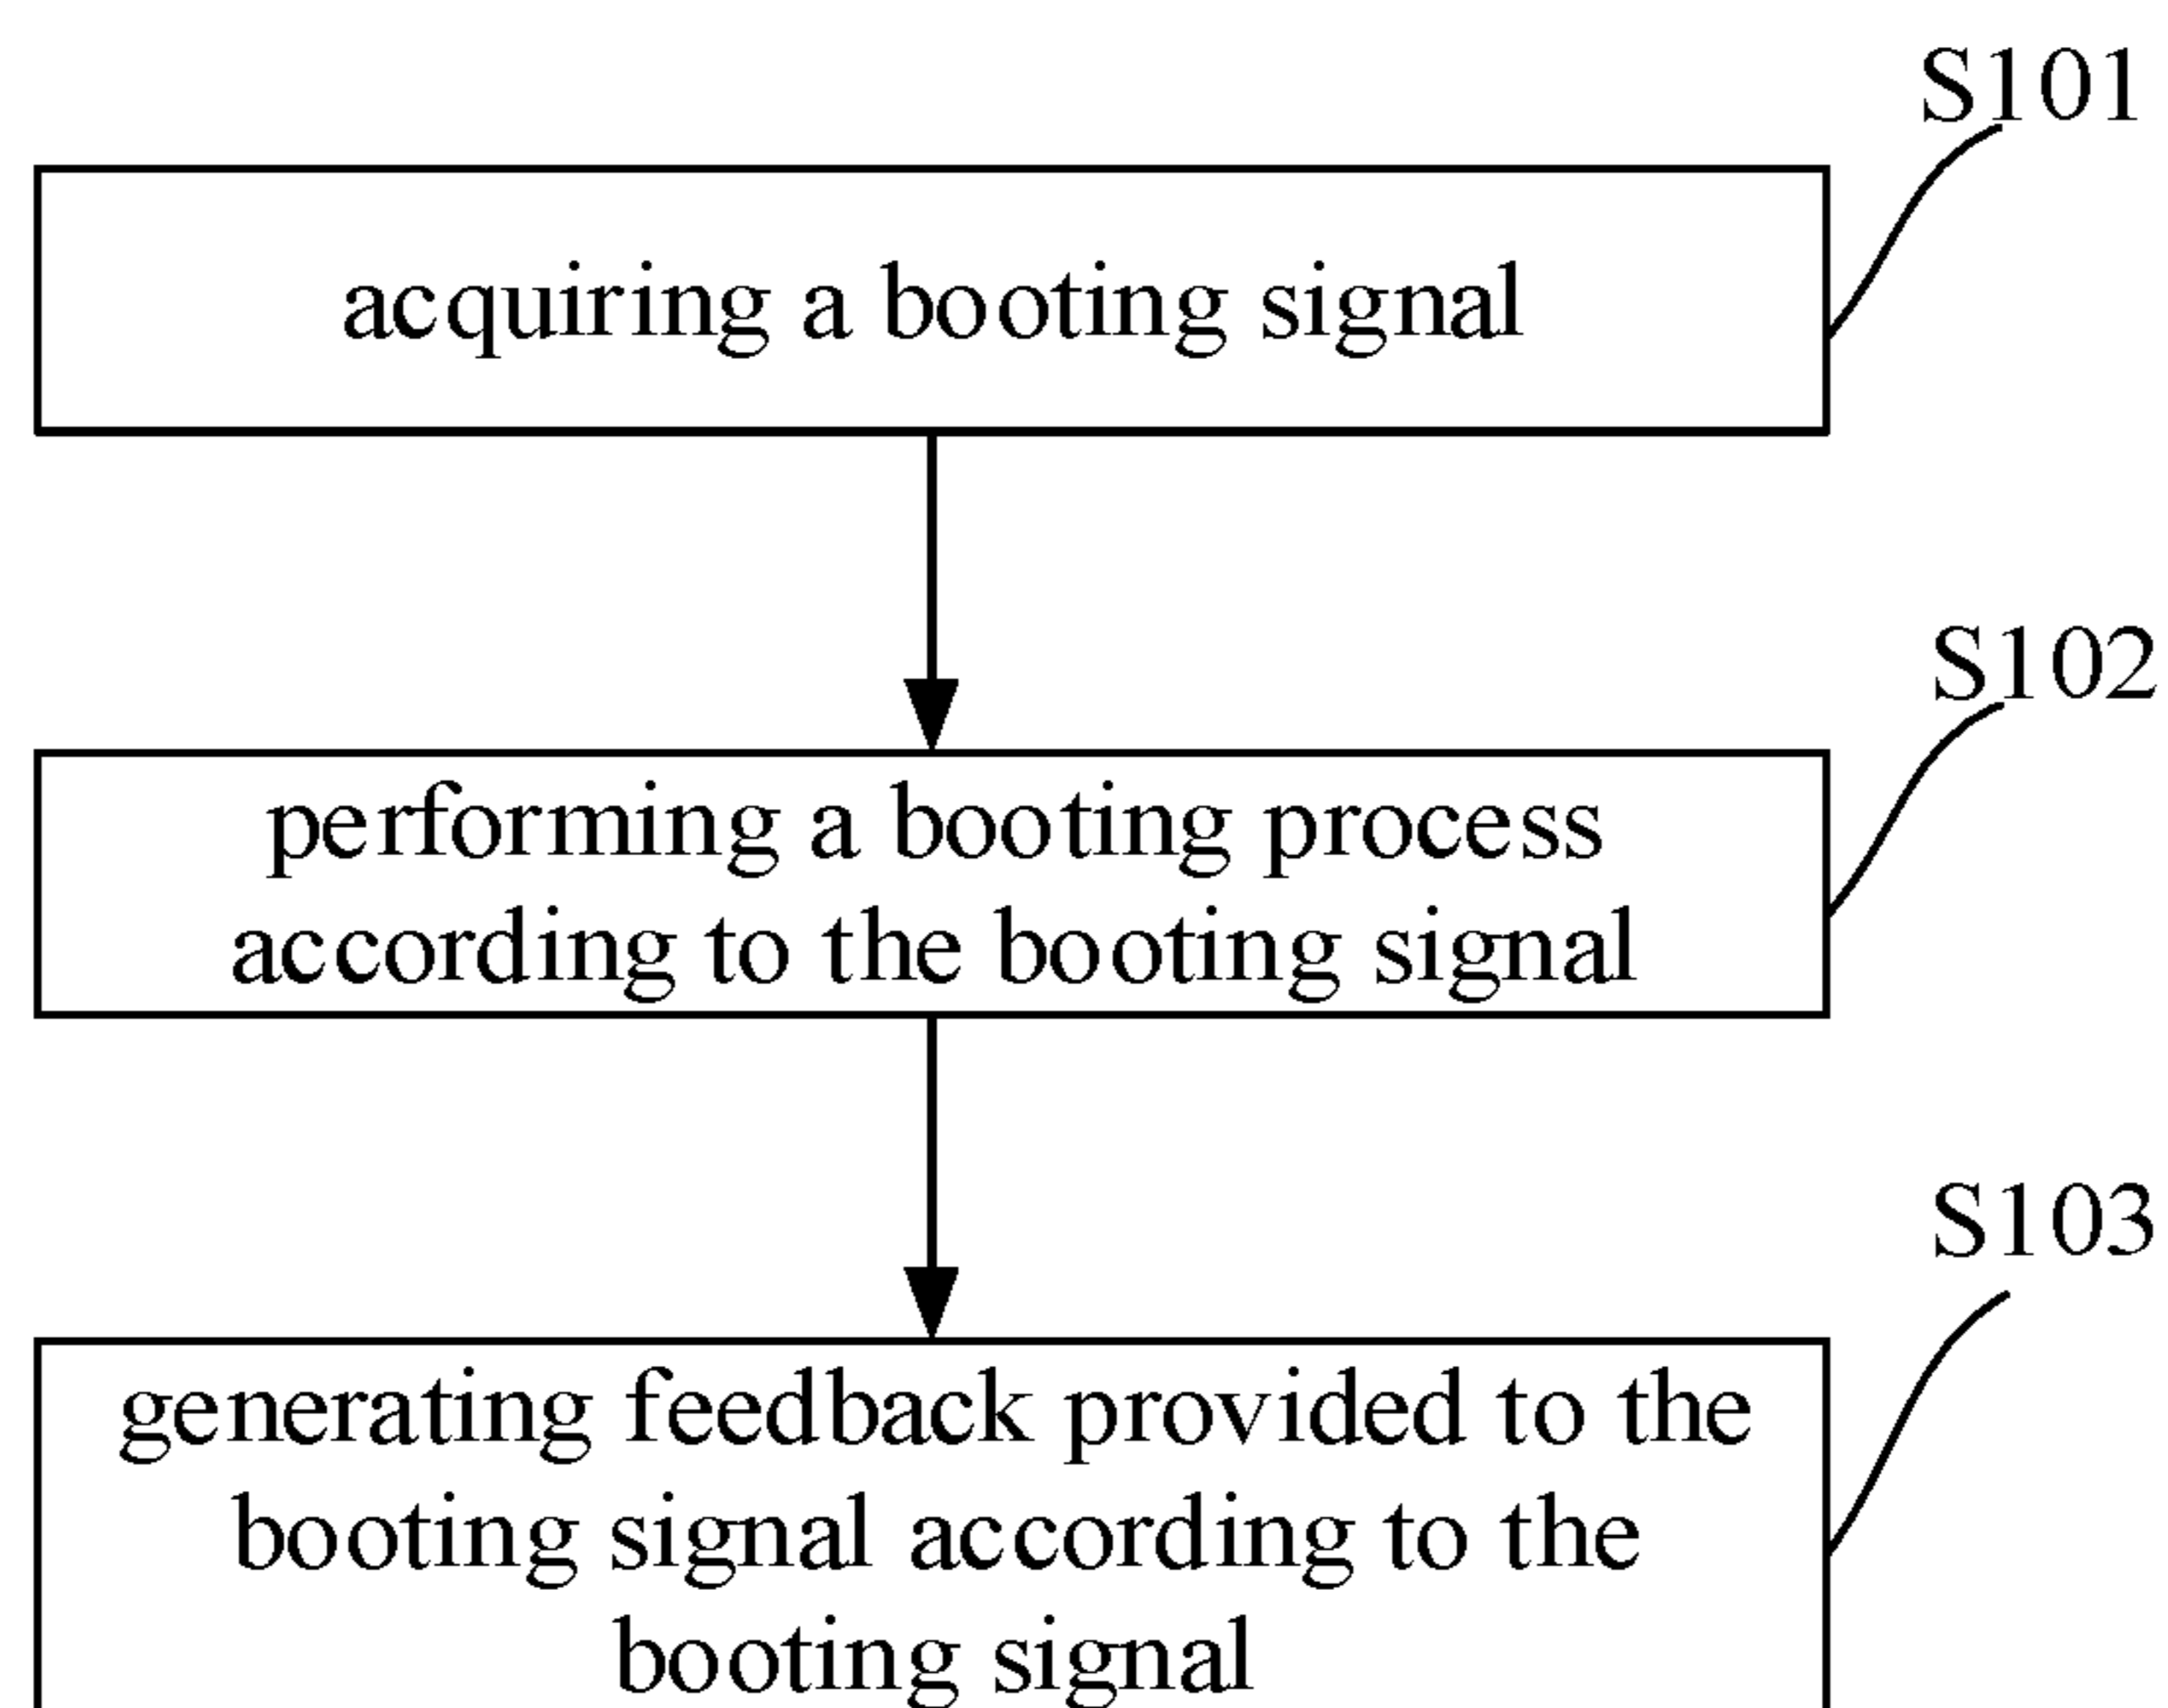 S101
acquiring a booting signal
S102
performing a booting process
according to the booting signal
S103
generating feedback provided to the
booting signal according to the
booting signal